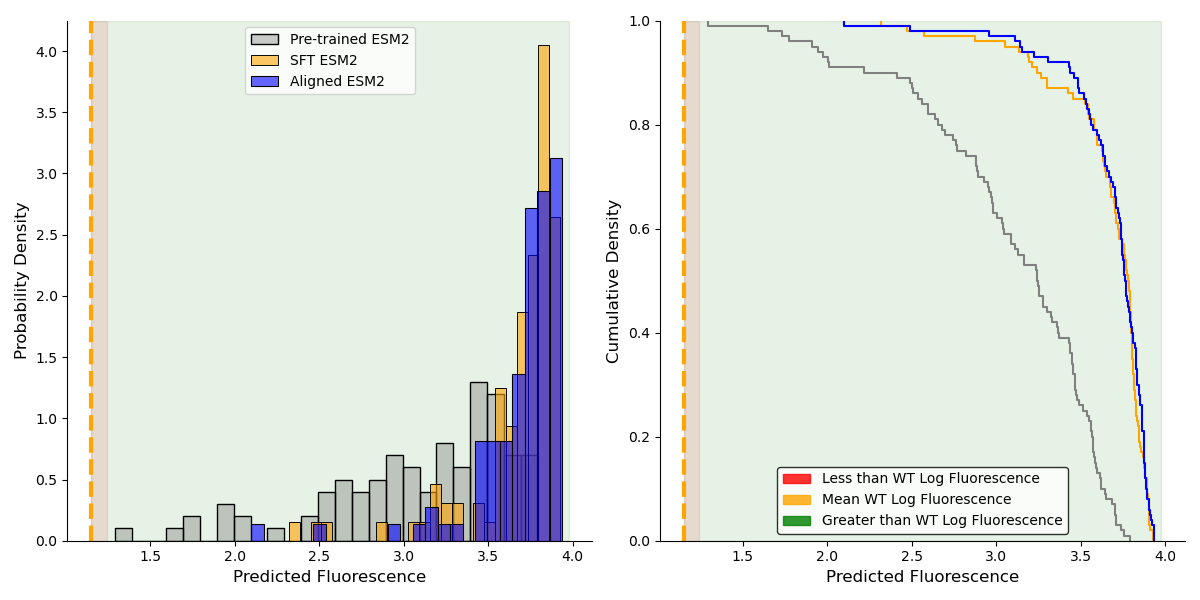 Probability Density
4.0
3.5
3.0
2.5
2.0
1.5
1.0
0.5
0.0
Pre-trained ESM2
SFT ESM2
Aligned ESM2
1.5 2.0 2.5 3.0 3.5 4.0
Predicted Fluorescence
Cumulative Density
1.0
0.8
0.6
0.4
0.2
0.0
Less than WT Log Fluorescence
Mean WT Log Fluorescence
Greater than WT Log Fluorescence
1.5 2.0 2.5 3.0 3.5 4.0
Predicted Fluorescence